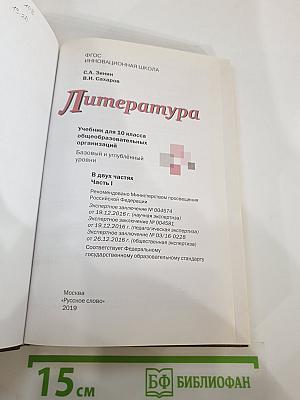 ФГОС
ИННОВАЦИОННАЯ ШКОЛА
С.А. Зинин
В.И. Сахаров
Литература
Учебник для 10 класса
общеобразовательных
организаций
Базовый и углублённый
уровни
В двух частях
Часть I
Рекомендовано Министерством просвещения
Российской Федерации
Экспертное заключение № 004574
от 19.12.2016 г. (научная экспертиза)
Экспертное заключение № 004581
от 19.12.2016 г. (педагогическая экспертиза)
Экспертное заключение № 03/16-0226
от 26.12.2016 г. (общественная экспертиза)
Соответствует Федеральному
государственному образовательному стандарту
Москва
«Русское слово»
2019
15 см
БФ БИБЛИОФАН